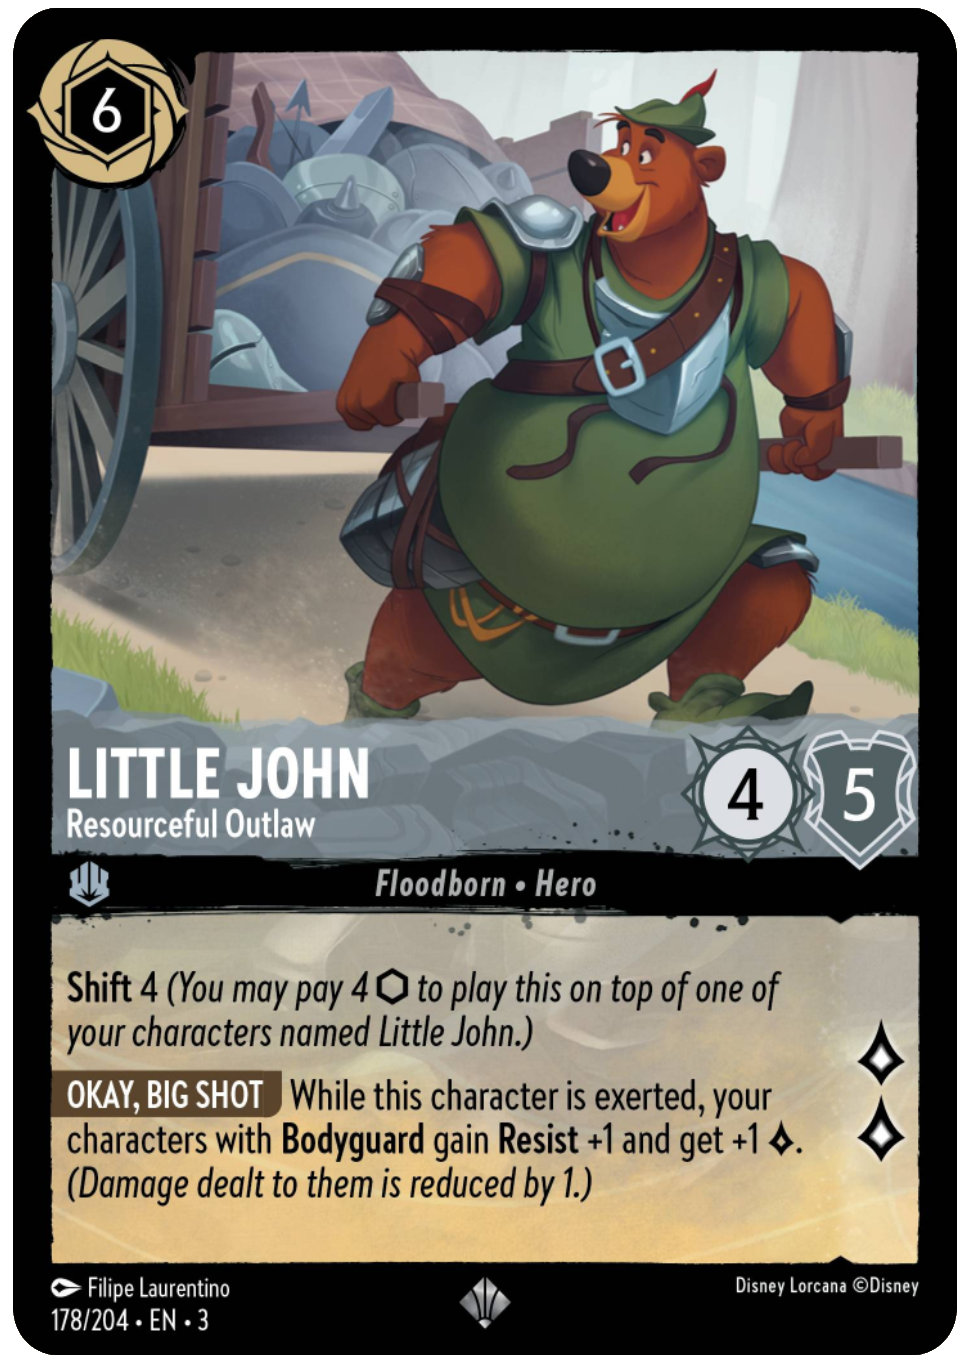 6
LITTLE JOHN
Resourceful Outlaw
4
5
Floodborn • Hero
Shift 4 (You may pay 4 ⬡ to play this on top of one of
your characters named Little John.)
OKAY, BIG SHOT While this character is exerted, your
characters with Bodyguard gain Resist +1 and get +1 ◊.
(Damage dealt to them is reduced by 1.)
Filipe Laurentino
178/204 • EN • 3
Disney Lorcana ©Disney